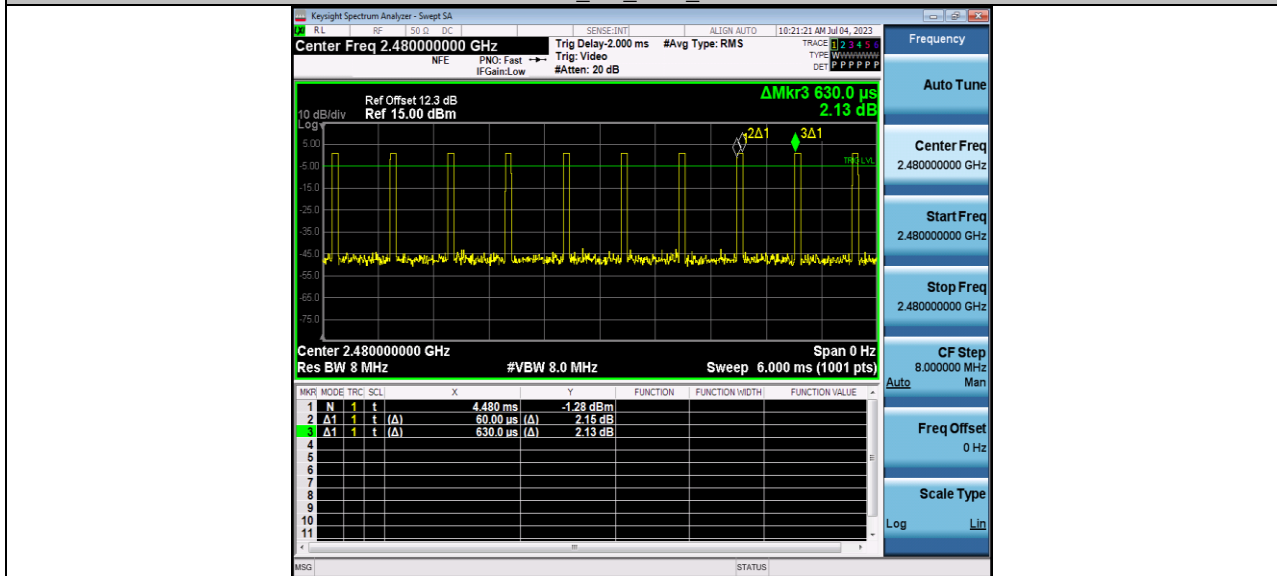 Keysight Spectrum Analyzer - Swept SA
RL RF 50 Ω DC SENSE:INT ALIGN AUTO 10:21:21 AM Jul 04, 2023
Center Freq 2.480000000 GHz Trig Delay-2.000 ms #Avg Type: RMS TRACE 1 2 3 4 5 6
NFE PNO: Fast Trig: Video TYPE W
IFGain:Low #Atten: 20 dB DET P P P P P P
ΔMkr3 630.0 µs
2.13 dB
Ref Offset 12.3 dB
10 dB/div Ref 15.00 dBm
Log
2Δ1 3Δ1
5.00
TRIG LVL
-5.00
-15.0
-25.0
-35.0
-45.0
-55.0
-65.0
-75.0
Center 2.480000000 GHz Span 0 Hz
Res BW 8 MHz #VBW 8.0 MHz Sweep 6.000 ms (1001 pts)
MKR MODE TRC SCL X Y FUNCTION FUNCTION WIDTH FUNCTION VALUE
1 N 1 t 4.480 ms -1.28 dBm
2 Δ1 1 t (Δ) 60.00 µs (Δ) 2.15 dB
3 Δ1 1 t (Δ) 630.0 µs (Δ) 2.13 dB
4
5
6
7
8
9
10
11
MSG STATUS
Frequency
Auto Tune
Center Freq
2.480000000 GHz
Start Freq
2.480000000 GHz
Stop Freq
2.480000000 GHz
CF Step
8.000000 MHz
Auto Man
Freq Offset
0 Hz
Scale Type
Log Lin